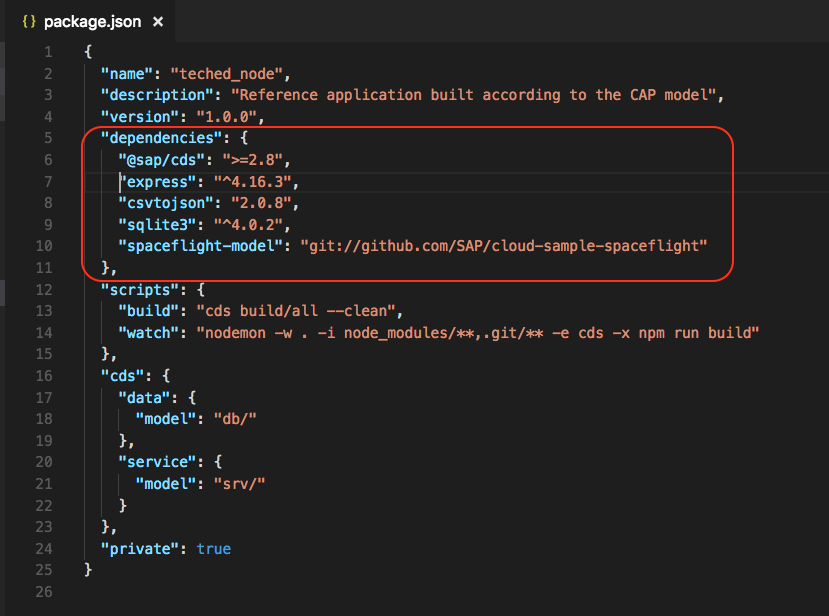 {} package.json ×
1 {
2 "name": "teched_node",
3 "description": "Reference application built according to the CAP model",
4 "version": "1.0.0",
5 "dependencies": {
6 "@sap/cds": ">=2.8",
7 "express": "^4.16.3",
8 "csvtojson": "2.0.8",
9 "sqlite3": "^4.0.2",
10 "spaceflight-model": "git://github.com/SAP/cloud-sample-spaceflight"
11 },
12 "scripts": {
13 "build": "cds build/all --clean",
14 "watch": "nodemon -w . -i node_modules/**,.git/** -e cds -x npm run build"
15 },
16 "cds": {
17 "data": {
18 "model": "db/"
19 },
20 "service": {
21 "model": "srv/"
22 }
23 },
24 "private": true
25 }
26